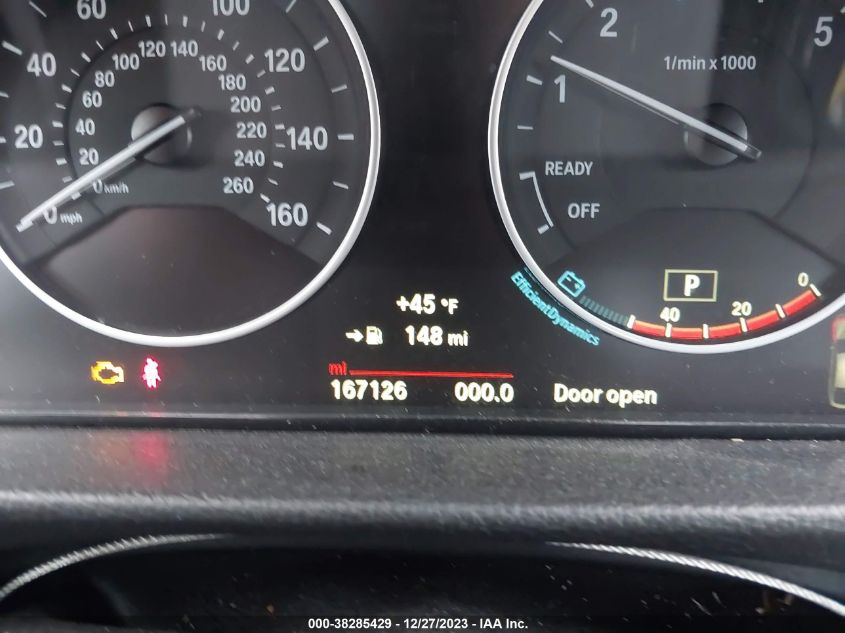 20
40
60
100
120
140
160
0 mph
0 km/h
20
40
60
80
100
120
140
160
180
200
220
240
260
1
2
5
1/min x 1000
READY
OFF
EfficientDynamics
P
40
20
0
+45 °F
148 mi
mi
167126 000.0 Door open
000-38285429 - 12/27/2023 - IAA Inc.